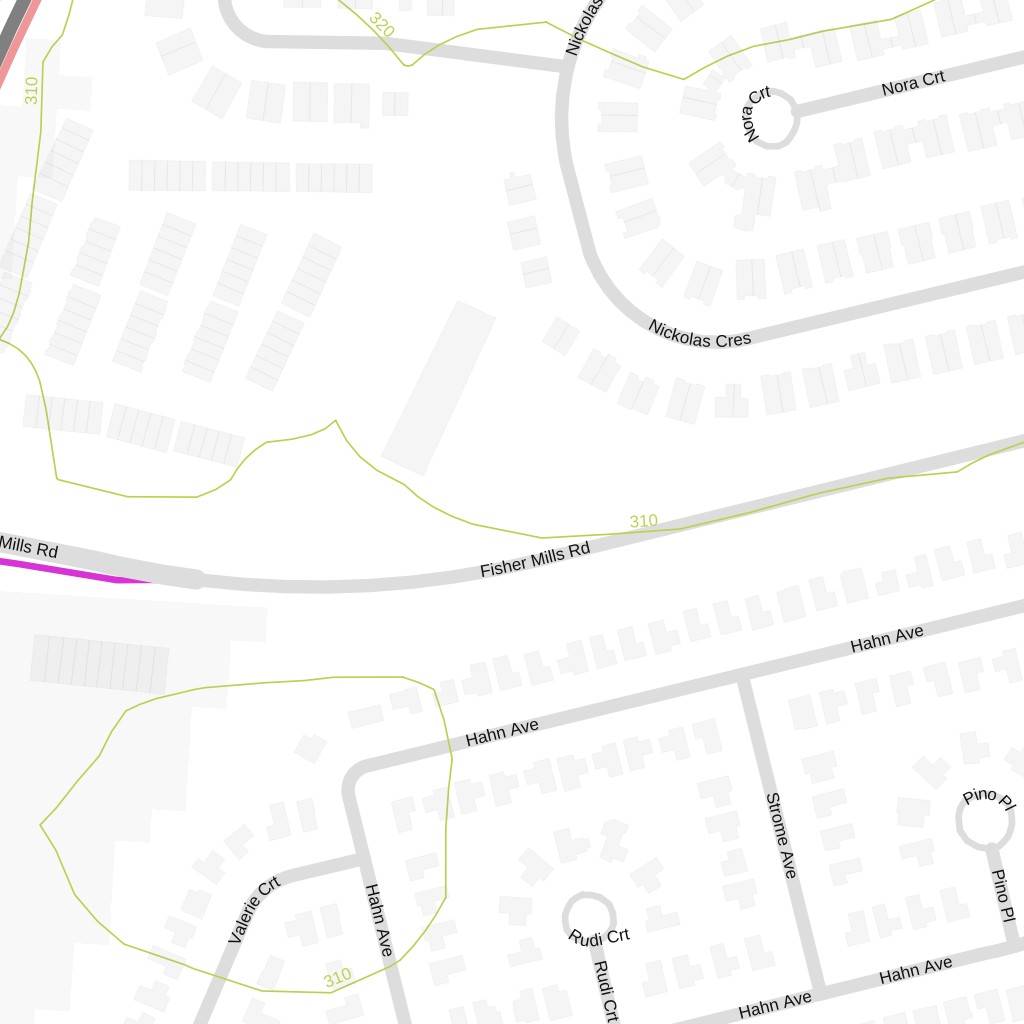 320
Nickolas
310
Nora Crt
Nora Crt
Nickolas Cres
310
Mills Rd
Fisher Mills Rd
Hahn Ave
Hahn Ave
Pino Pl
Strome Ave
Pino Pl
Valerie Crt
Hahn Ave
Rudi Crt
310
Rudi Crt
Hahn Ave
Hahn Ave